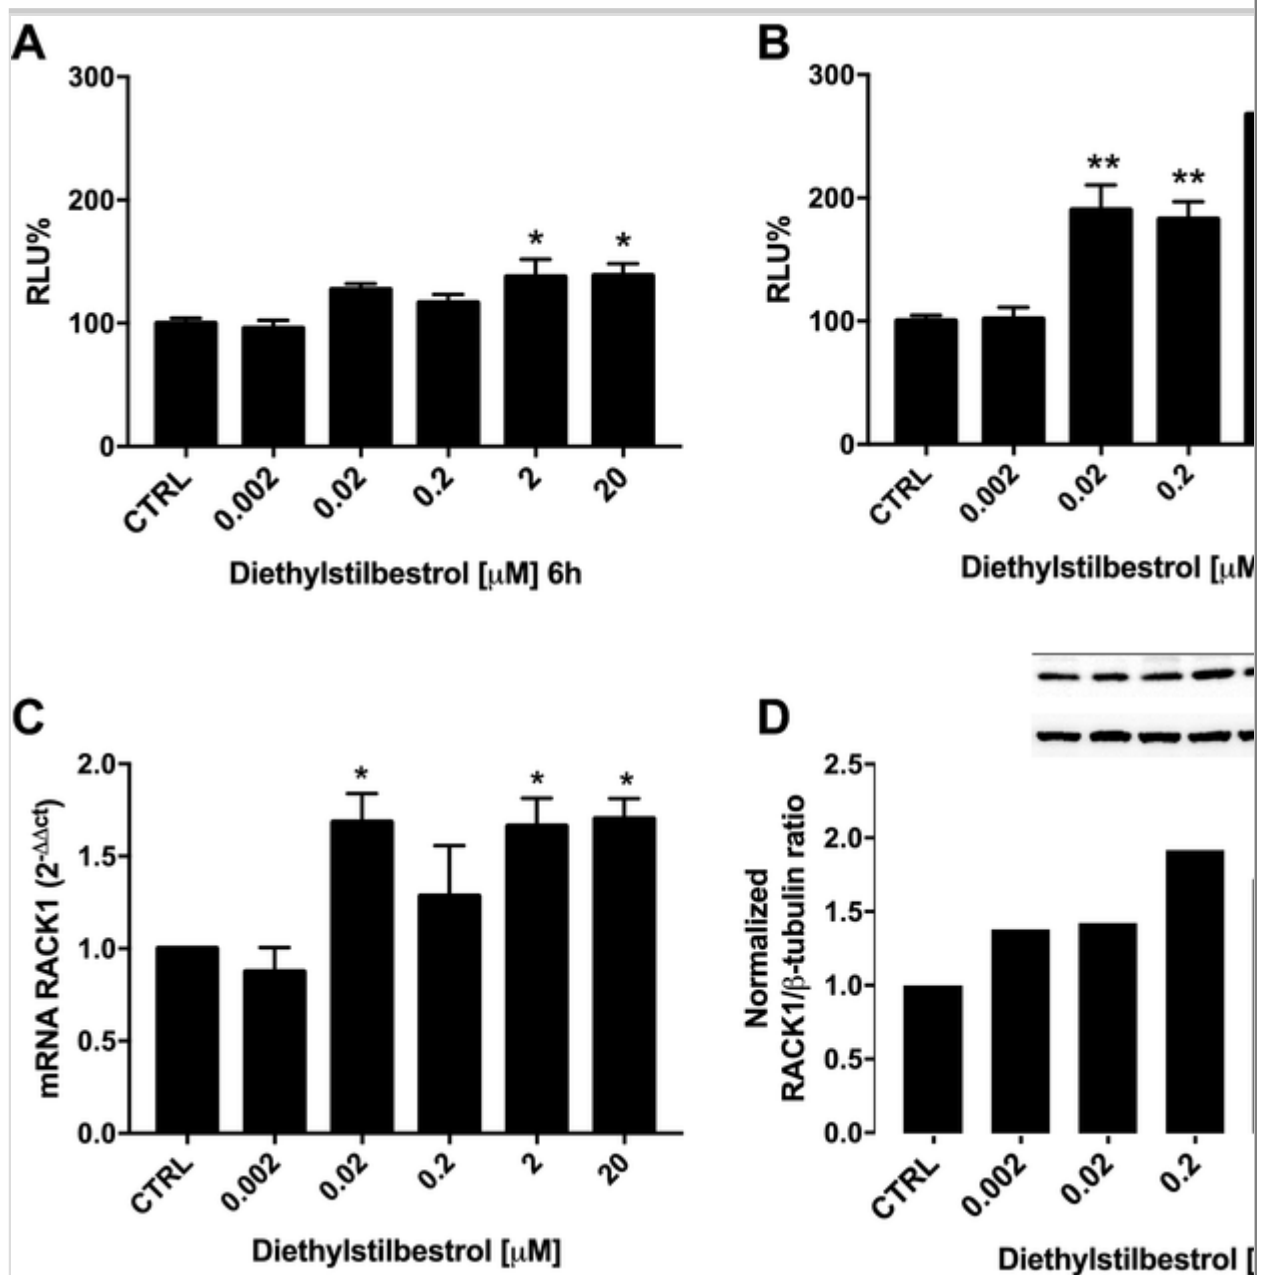 A
300
200
100
0
RLU%
*
*
CTRL
0.002
0.02
0.2
2
20
Diethylstilbestrol [μM] 6h
B
300
200
100
0
RLU%
**
**
CTRL
0.002
0.02
0.2
Diethylstilbestrol [μM
C
2.0
1.5
1.0
0.5
0.0
mRNA RACK1 (2-ΔΔct)
*
*
*
CTRL
0.002
0.02
0.2
2
20
Diethylstilbestrol [μM]
D
2.5
2.0
1.5
1.0
0.5
0.0
Normalized
RACK1/β-tubulin ratio
CTRL
0.002
0.02
0.2
Diethylstilbestrol [